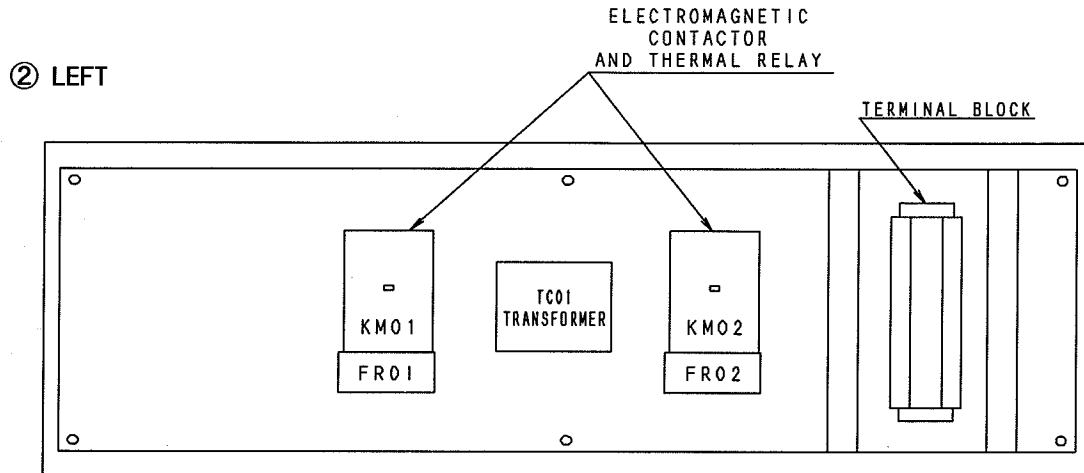 ELECTROMAGNETIC
CONTACTOR
AND THERMAL RELAY
② LEFT
TERMINAL BLOCK
KM01
FR01
TC01
TRANSFORMER
KM02
FR02